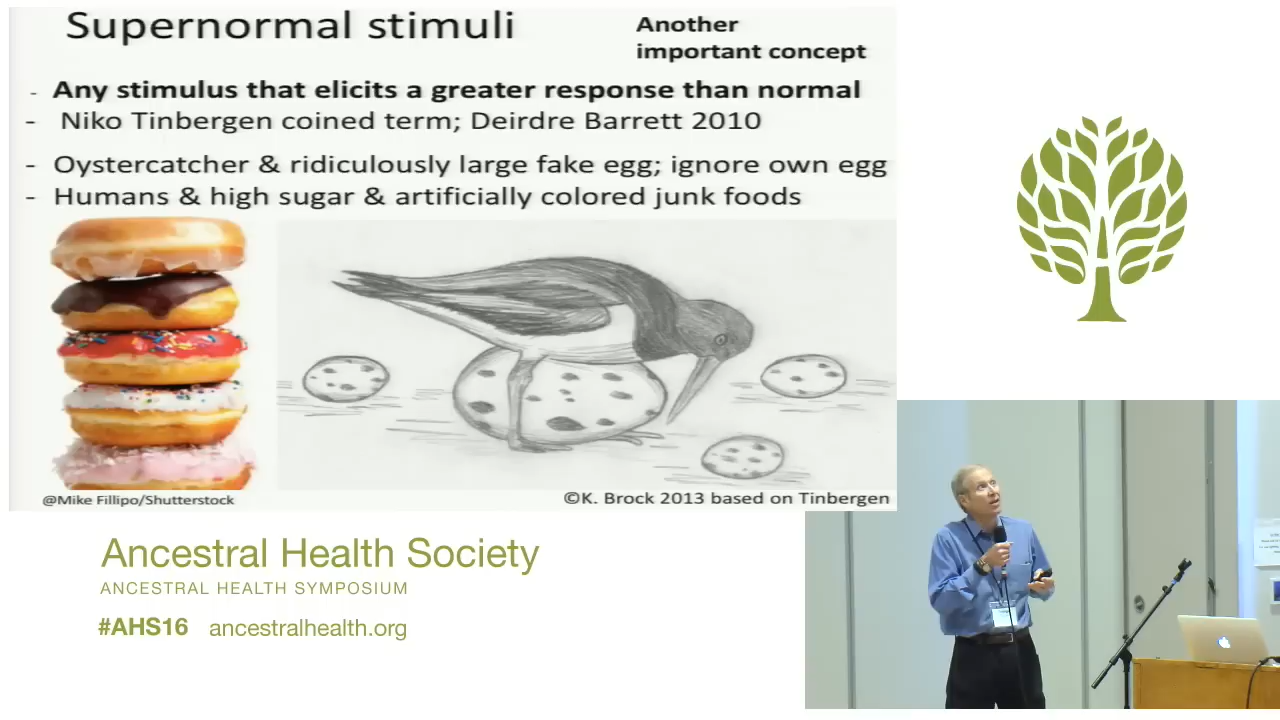 Supernormal stimuli
Another
important concept
- Any stimulus that elicits a greater response than normal
- Niko Tinbergen coined term; Deirdre Barrett 2010
- Oystercatcher & ridiculously large fake egg; ignore own egg
- Humans & high sugar & artificially colored junk foods
@Mike Fillipo/Shutterstock
©K. Brock 2013 based on Tinbergen
Ancestral Health Society
ANCESTRAL HEALTH SYMPOSIUM
#AHS16 ancestralhealth.org